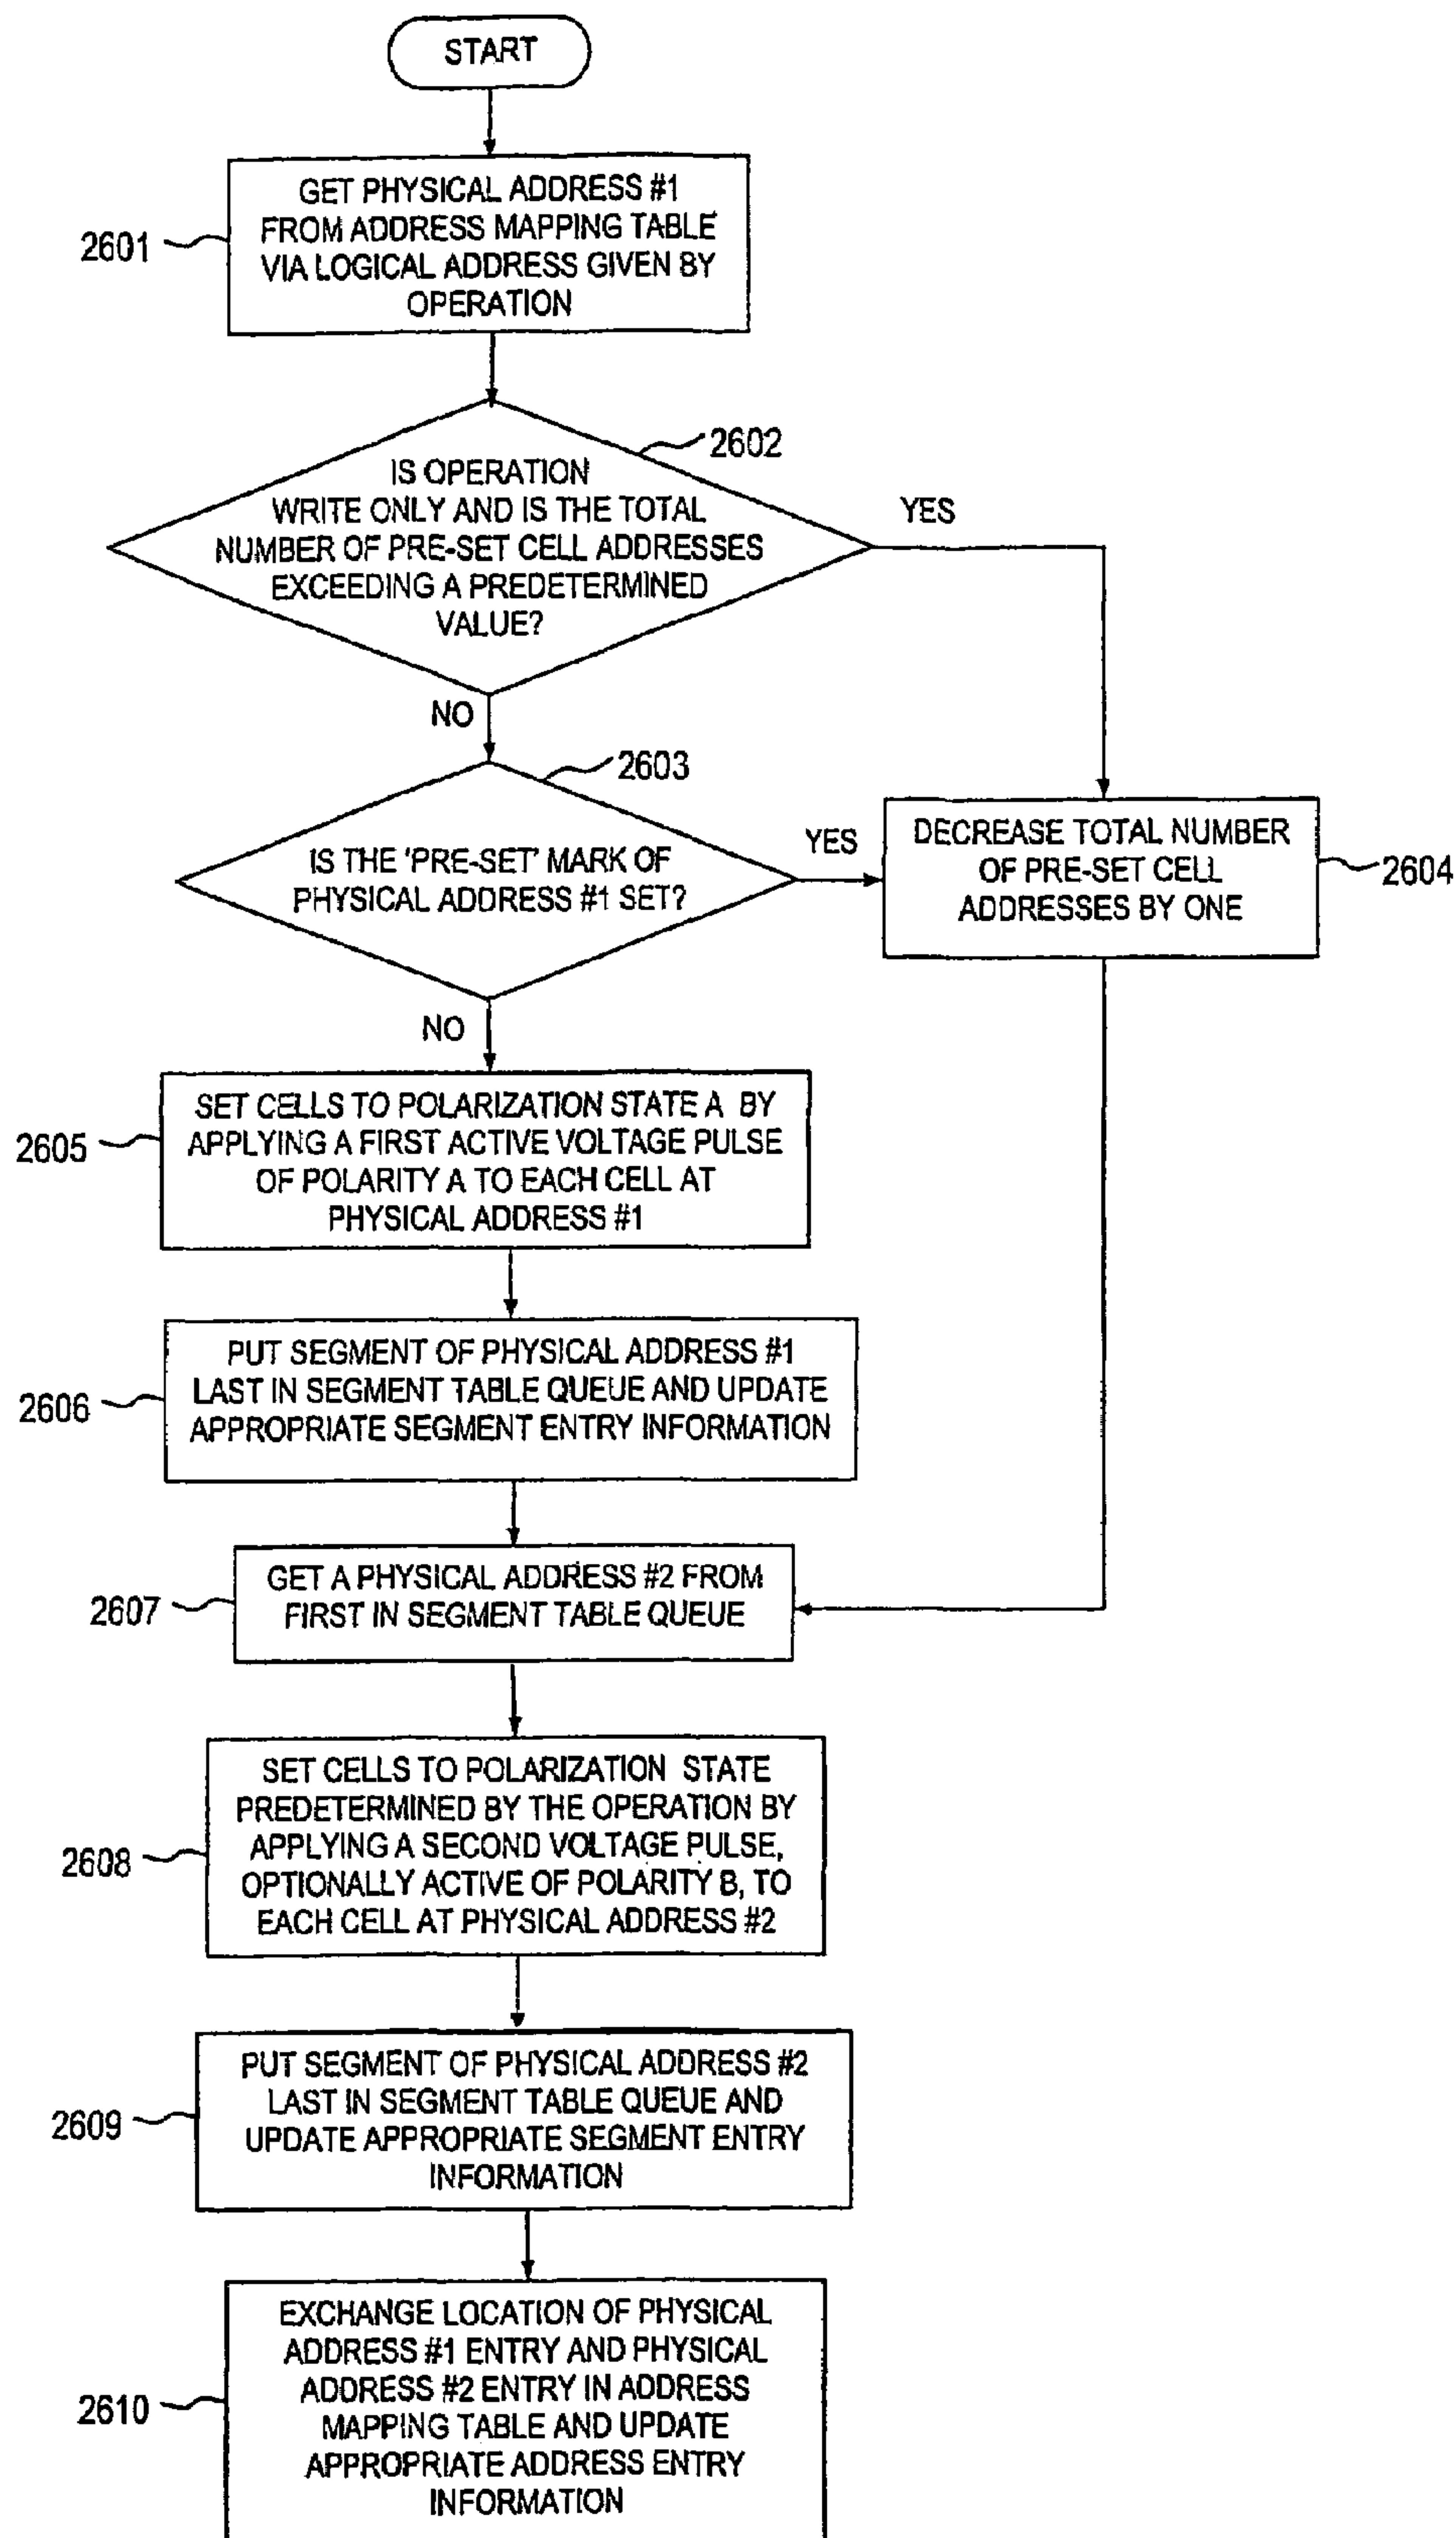 START
GET PHYSICAL ADDRESS #1
FROM ADDRESS MAPPING TABLE
VIA LOGICAL ADDRESS GIVEN BY
OPERATION
2601
2602
IS OPERATION
WRITE ONLY AND IS THE TOTAL
NUMBER OF PRE-SET CELL ADDRESSES
EXCEEDING A PREDETERMINED
VALUE?
YES
NO
2603
IS THE 'PRE-SET' MARK OF
PHYSICAL ADDRESS #1 SET?
YES
DECREASE TOTAL NUMBER
OF PRE-SET CELL
ADDRESSES BY ONE
2604
NO
SET CELLS TO POLARIZATION STATE A BY
APPLYING A FIRST ACTIVE VOLTAGE PULSE
OF POLARITY A TO EACH CELL AT
PHYSICAL ADDRESS #1
2605
PUT SEGMENT OF PHYSICAL ADDRESS #1
LAST IN SEGMENT TABLE QUEUE AND UPDATE
APPROPRIATE SEGMENT ENTRY INFORMATION
2606
GET A PHYSICAL ADDRESS #2 FROM
FIRST IN SEGMENT TABLE QUEUE
2607
SET CELLS TO POLARIZATION STATE
PREDETERMINED BY THE OPERATION BY
APPLYING A SECOND VOLTAGE PULSE,
OPTIONALLY ACTIVE OF POLARITY B, TO
EACH CELL AT PHYSICAL ADDRESS #2
2608
PUT SEGMENT OF PHYSICAL ADDRESS #2
LAST IN SEGMENT TABLE QUEUE AND
UPDATE APPROPRIATE SEGMENT ENTRY
INFORMATION
2609
EXCHANGE LOCATION OF PHYSICAL
ADDRESS #1 ENTRY AND PHYSICAL
ADDRESS #2 ENTRY IN ADDRESS
MAPPING TABLE AND UPDATE
APPROPRIATE ADDRESS ENTRY
INFORMATION
2610